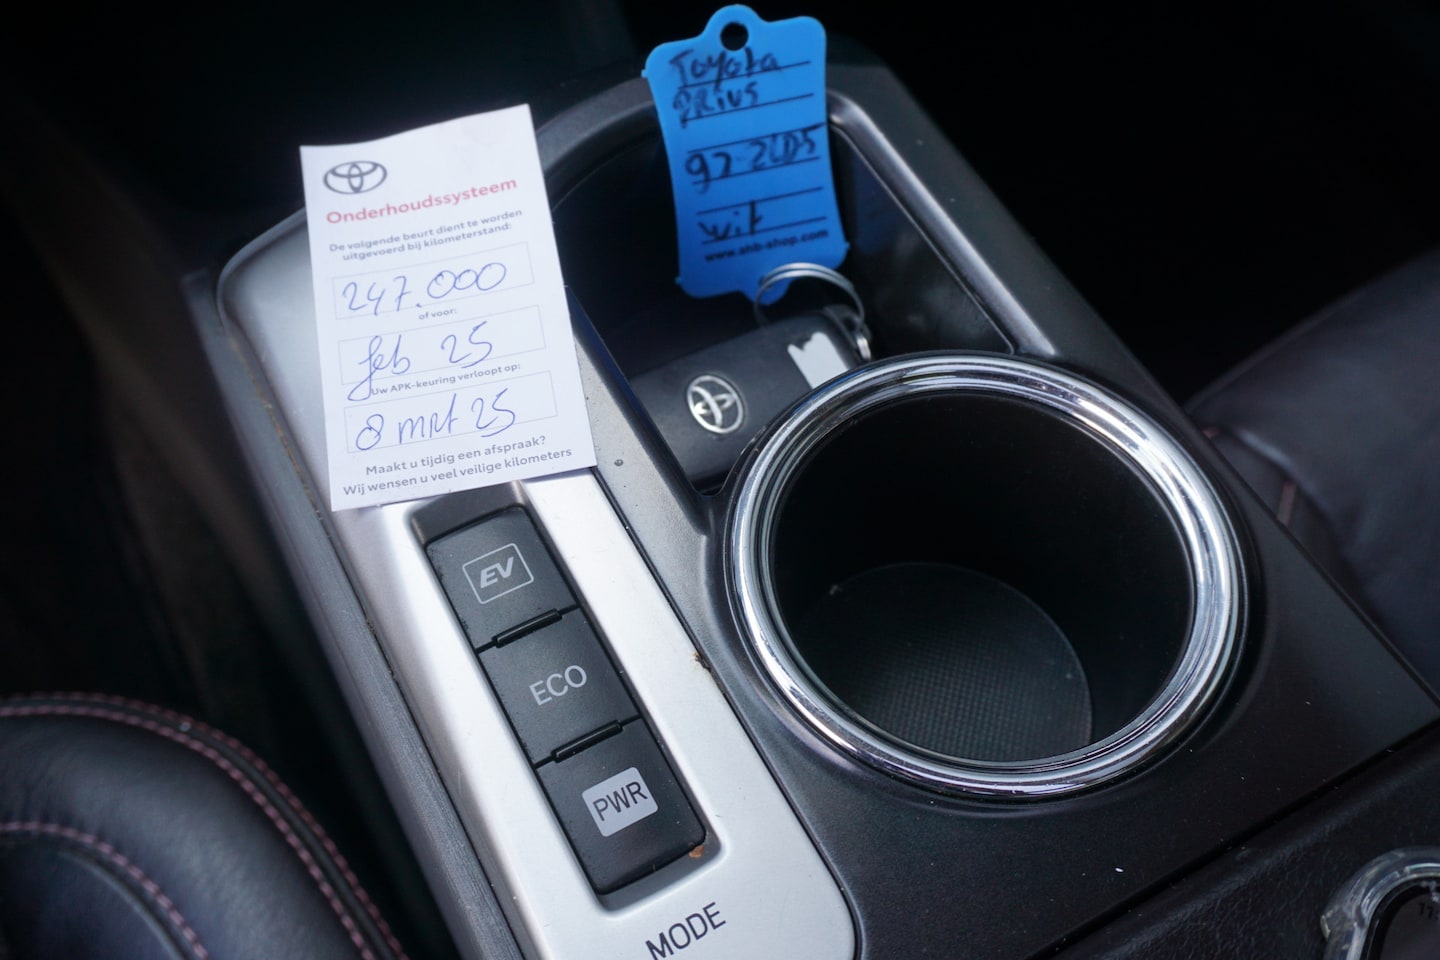 Onderhoudssysteem
De volgende beurt dient te worden
uitgevoerd bij kilometerstand:
247.000
of voor:
feb 25
Uw APK-keuring verloopt op:
8 mrt 25
Maakt u tijdig een afspraak?
Wij wensen u veel veilige kilometers
Toyota
PRius
wit
www.ahb-shop.com
EV
ECO
PWR
MODE